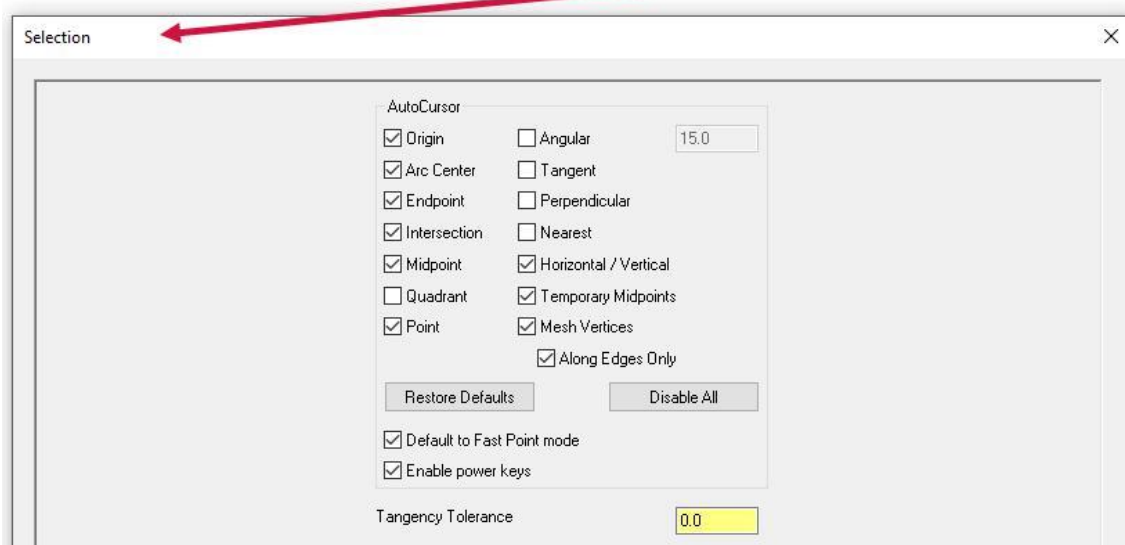 Selection
AutoCursor
Origin Angular 15.0
Arc Center Tangent
Endpoint Perpendicular
Intersection Nearest
Midpoint Horizontal / Vertical
Quadrant Temporary Midpoints
Point Mesh Vertices
Along Edges Only
Restore Defaults Disable All
Default to Fast Point mode
Enable power keys
Tangency Tolerance 0.0